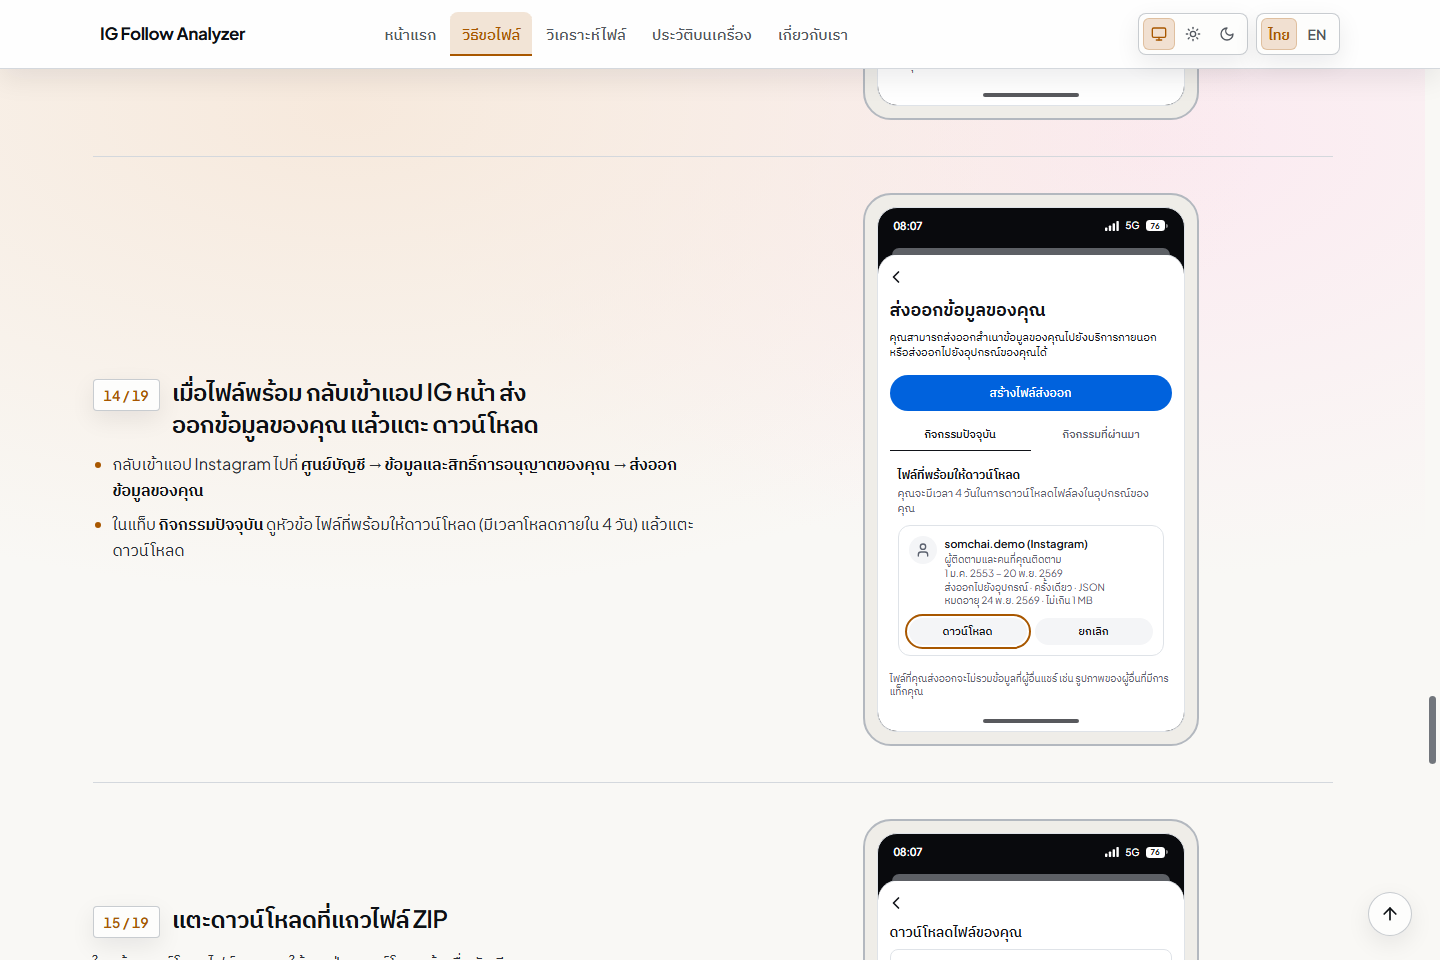 IG Follow Analyzer
หน้าแรก
วิธีขอไฟล์
วิเคราะห์ไฟล์
ประวัติบนเครื่อง
เกี่ยวกับเรา
ไทย
EN
14/19
เมื่อไฟล์พร้อม กลับเข้าแอป IG หน้า ส่ง
ออกข้อมูลของคุณ แล้วแตะ ดาวน์โหลด
กลับเข้าแอป Instagram ไปที่ ศูนย์บัญชี → ข้อมูลและสิทธิ์การอนุญาตของคุณ → ส่งออก
ข้อมูลของคุณ
ในแท็บ กิจกรรมปัจจุบัน ดูหัวข้อ ไฟล์ที่พร้อมให้ดาวน์โหลด (มีเวลาโหลดภายใน 4 วัน) แล้วแตะ
ดาวน์โหลด
08:07
5G
76
ส่งออกข้อมูลของคุณ
คุณสามารถส่งออกสำเนาข้อมูลของคุณไปยังบริการภายนอก
หรือส่งออกไปยังอุปกรณ์ของคุณได้
สร้างไฟล์ส่งออก
กิจกรรมปัจจุบัน
กิจกรรมที่ผ่านมา
ไฟล์ที่พร้อมให้ดาวน์โหลด
คุณจะมีเวลา 4 วันในการดาวน์โหลดไฟล์ลงในอุปกรณ์ของ
คุณ
somchai.demo (Instagram)
ผู้ติดตามและคนที่คุณติดตาม
1 ม.ค. 2553 – 20 พ.ย. 2569
ส่งออกไปยังอุปกรณ์ · ครั้งเดียว · JSON
หมดอายุ 24 พ.ย. 2569 · ไม่เกิน 1 MB
ดาวน์โหลด
ยกเลิก
ไฟล์ที่คุณส่งออกจะไม่รวมข้อมูลที่ผู้อื่นแชร์ เช่น รูปภาพของผู้อื่นที่มีการ
แท็กคุณ
15/19
แตะดาวน์โหลดที่แถวไฟล์ ZIP
08:07
5G
76
ดาวน์โหลดไฟล์ของคุณ